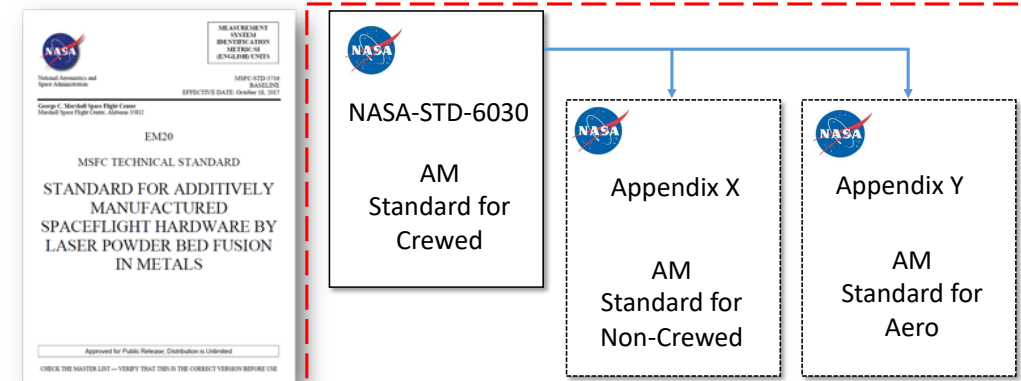 NASA
MEASUREMENT
SYSTEM
IDENTIFICATION
METRIC/SI
(ENGLISH) UNITS
National Aeronautics and
Space Administration
MSFC-STD-3716
BASELINE
EFFECTIVE DATE: October 18, 2017
George C. Marshall Space Flight Center
Marshall Space Flight Center, Alabama 35812
EM20
MSFC TECHNICAL STANDARD
STANDARD FOR ADDITIVELY
MANUFACTURED
SPACEFLIGHT HARDWARE BY
LASER POWDER BED FUSION
IN METALS
Approved for Public Release; Distribution is Unlimited
CHECK THE MASTER LIST — VERIFY THAT THIS IS THE CORRECT VERSION BEFORE USE
NASA
NASA-STD-6030
AM
Standard for
Crewed
NASA
Appendix X
AM
Standard for
Non-Crewed
NASA
Appendix Y
AM
Standard for
Aero